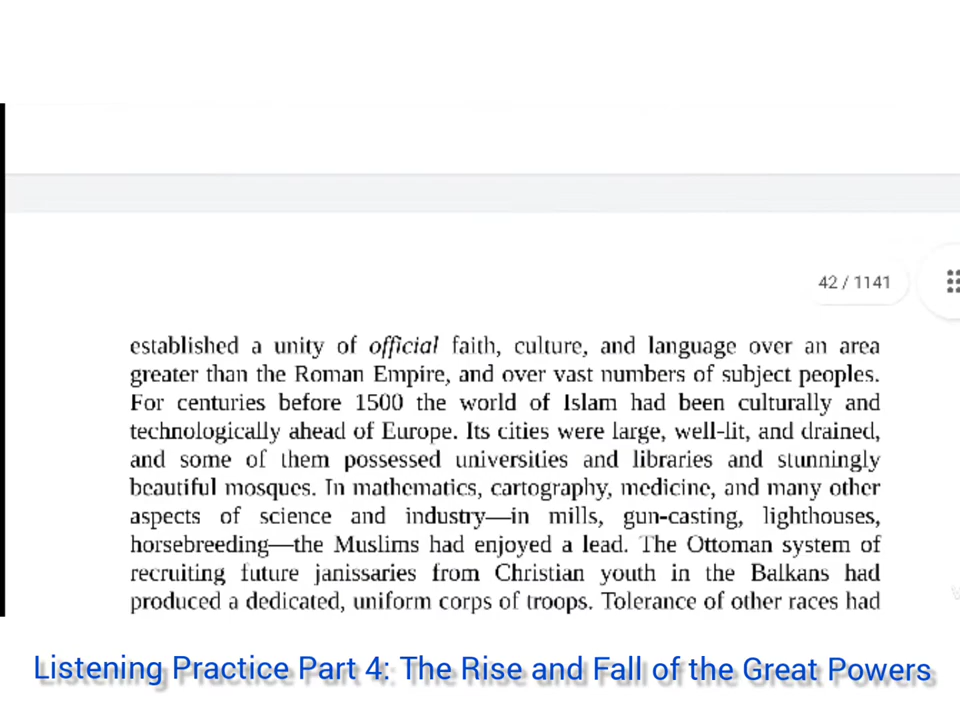 42 / 1141
established a unity of official faith, culture, and language over an area
greater than the Roman Empire, and over vast numbers of subject peoples.
For centuries before 1500 the world of Islam had been culturally and
technologically ahead of Europe. Its cities were large, well-lit, and drained,
and some of them possessed universities and libraries and stunningly
beautiful mosques. In mathematics, cartography, medicine, and many other
aspects of science and industry—in mills, gun-casting, lighthouses,
horsebreeding—the Muslims had enjoyed a lead. The Ottoman system of
recruiting future janissaries from Christian youth in the Balkans had
produced a dedicated, uniform corps of troops. Tolerance of other races had
Listening Practice Part 4: The Rise and Fall of the Great Powers